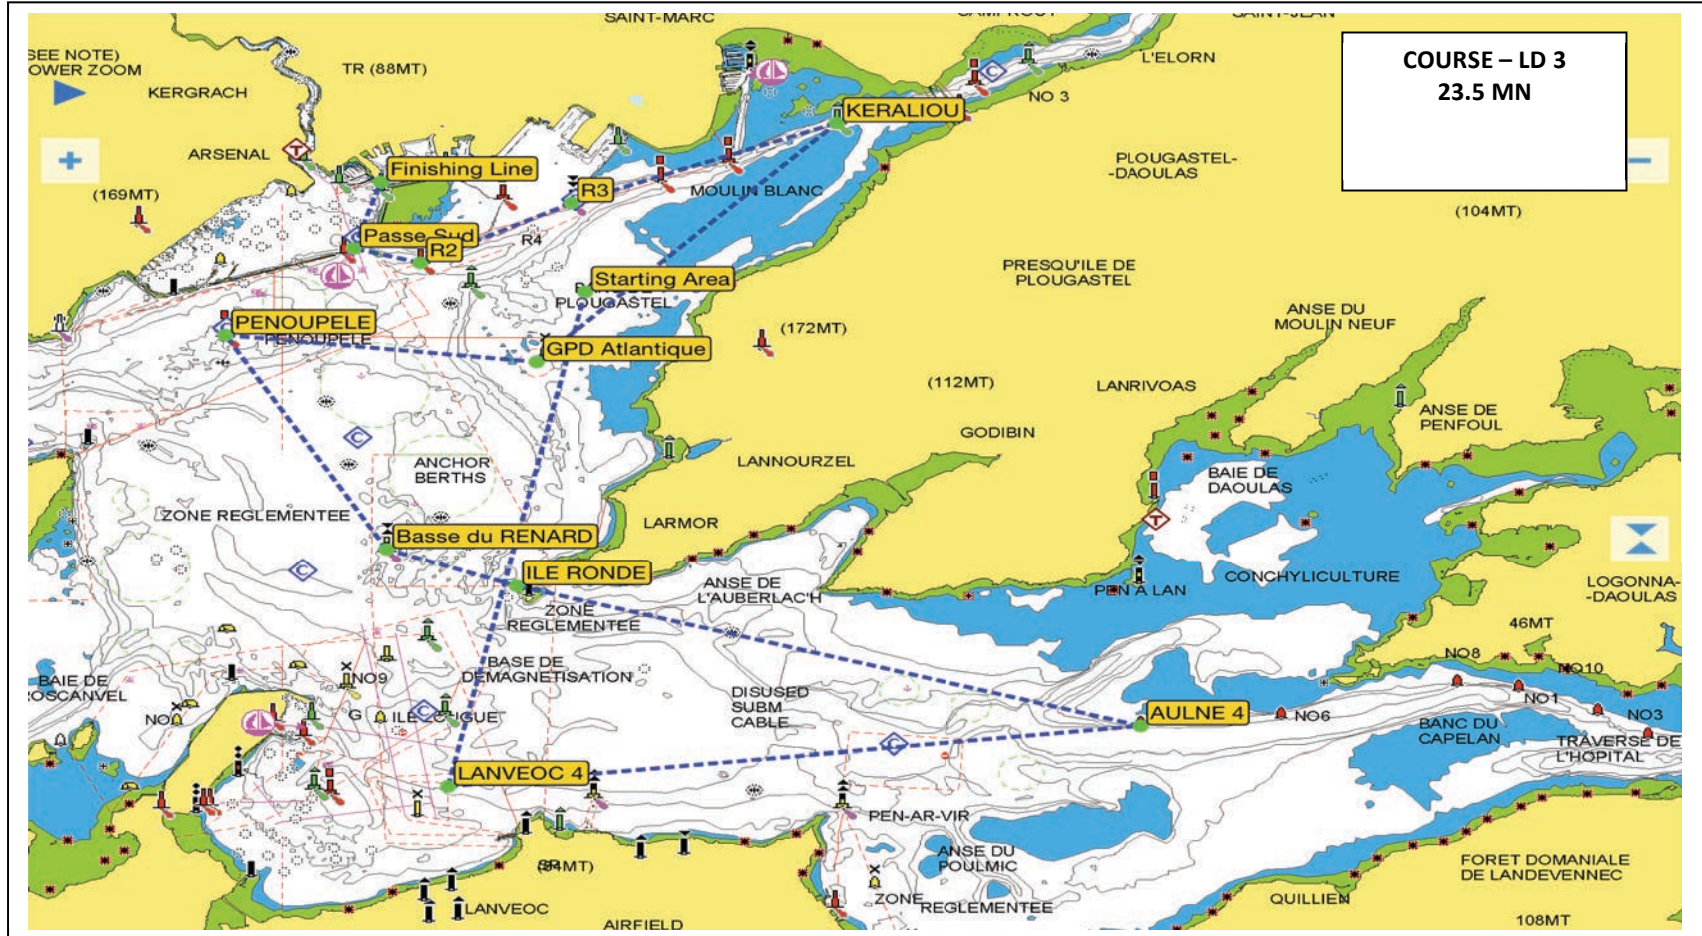 SAINT-MARC
SAINT-JEAN
COURSE – LD 3
23.5 MN
SEE NOTE)
OWER ZOOM
TR (88MT)
L'ELORN
KERGRACH
NO 3
KERALIOU
ARSENAL
Finishing Line
PLOUGASTEL-
-DAOULAS
MOULIN BLANC
R3
(169MT)
(104MT)
Passe Sud
R2
R4
PRESQU'ILE DE
PLOUGASTEL
Starting Area
PLOUGASTEL
ANSE DU
MOULIN NEUF
PENOUPELE
PENOUPELE
(172MT)
GPD Atlantique
(112MT)
LANRIVOAS
ANSE DE
PENFOUL
GODIBIN
ANCHOR
BERTHS
LANNOURZEL
BAIE DE
DAOULAS
ZONE REGLEMENTEE
LARMOR
Basse du RENARD
ILE RONDE
ANSE DE
L'AUBERLAC'H
CONCHYLICULTURE
PEN A LAN
LOGONNA-
-DAOULAS
ZONE
REGLEMENTEE
46MT
NO8
NO10
BASE DE
DEMAGNETISATION
BAIE DE
ROSCANVEL
NO9
DISUSED
SUBM
CABLE
NO1
AULNE 4
NO6
NO3
BANC DU
CAPELAN
TRAVERSE DE
L'HOPITAL
LANVEOC 4
PEN-AR-VIR
ANSE DU
POULMIC
FORET DOMANIALE
DE LANDEVENNEC
ZONE
REGLEMENTEE
QUILLIEN
LANVEOC
AIRFIELD
108MT